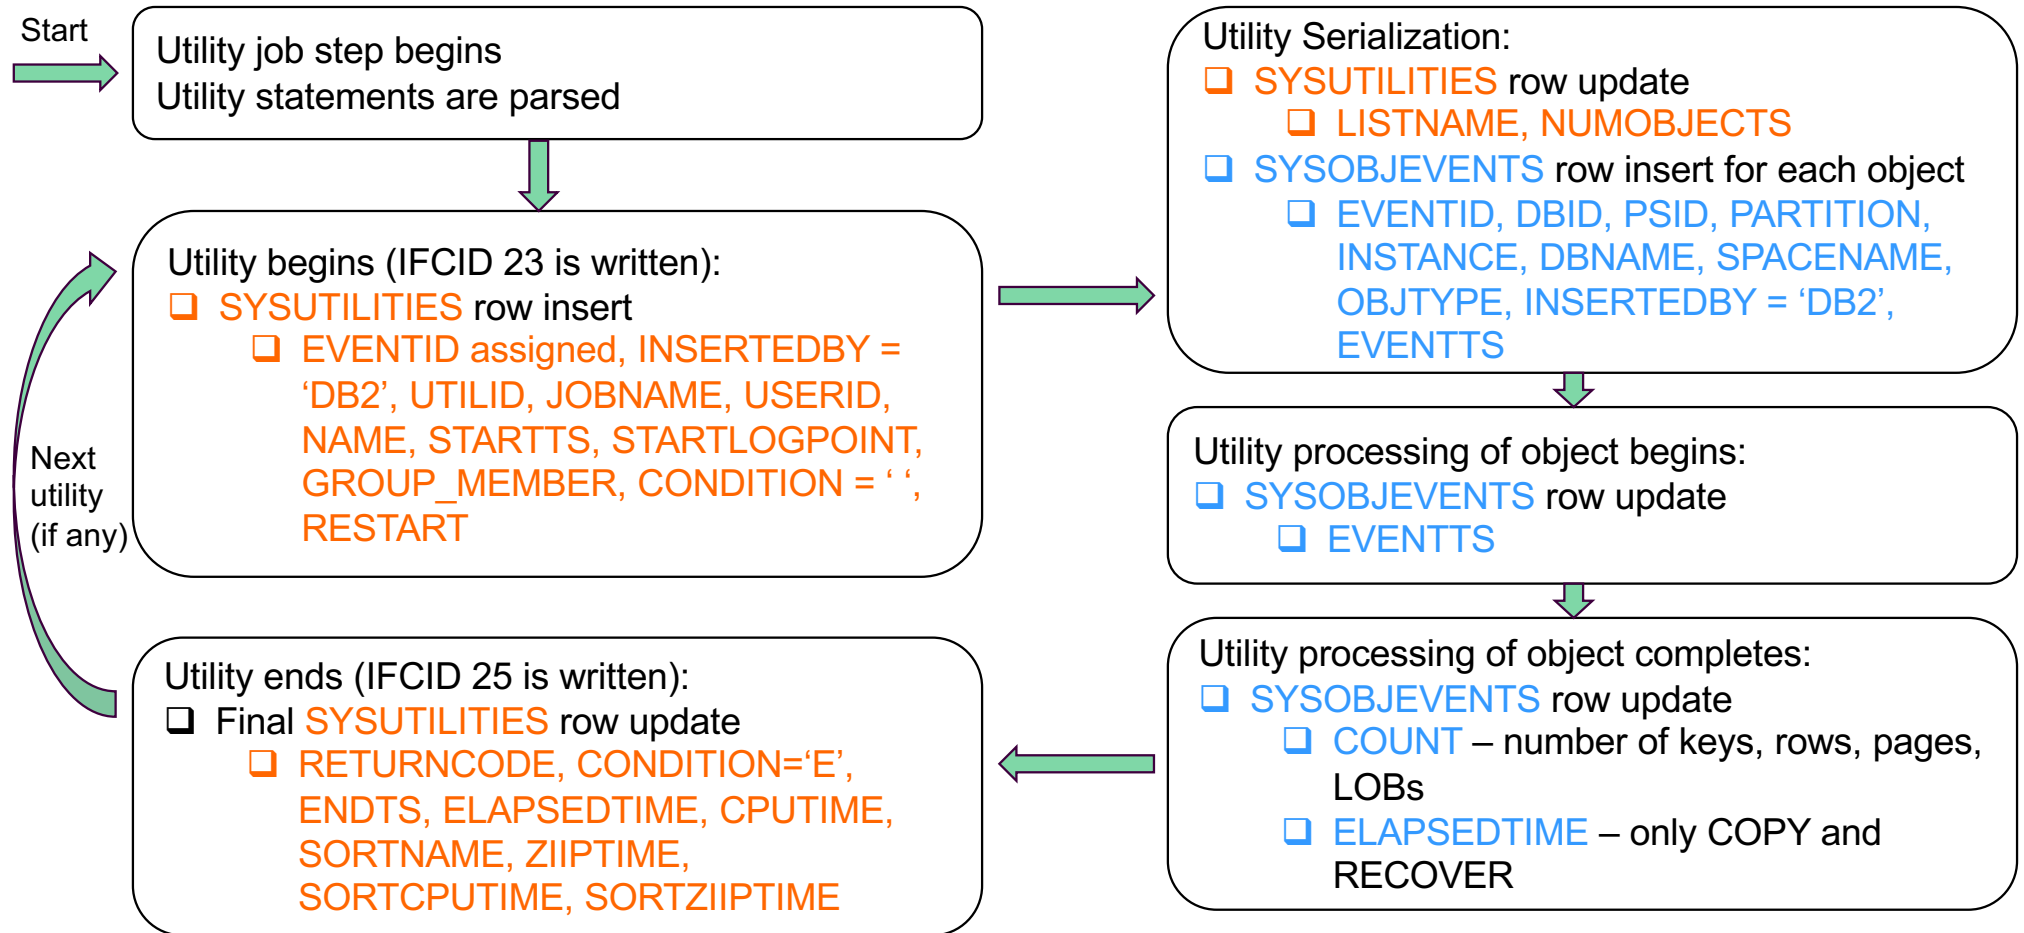 Start
Utility job step begins
Utility statements are parsed
Utility begins (IFCID 23 is written):
SYSUTILITIES row insert
EVENTID assigned, INSERTEDBY =
‘DB2’, UTILID, JOBNAME, USERID,
NAME, STARTTS, STARTLOGPOINT,
GROUP_MEMBER, CONDITION = ‘ ‘,
RESTART
Utility Serialization:
SYSUTILITIES row update
LISTNAME, NUMOBJECTS
SYSOBJEVENTS row insert for each object
EVENTID, DBID, PSID, PARTITION,
INSTANCE, DBNAME, SPACENAME,
OBJTYPE, INSERTEDBY = ‘DB2’,
EVENTTS
Utility processing of object begins:
SYSOBJEVENTS row update
EVENTTS
Utility processing of object completes:
SYSOBJEVENTS row update
COUNT – number of keys, rows, pages,
LOBs
ELAPSEDTIME – only COPY and
RECOVER
Utility ends (IFCID 25 is written):
Final SYSUTILITIES row update
RETURNCODE, CONDITION=‘E’,
ENDTS, ELAPSEDTIME, CPUTIME,
SORTNAME, ZIIPTIME,
SORTCPUTIME, SORTZIIPTIME
Next
utility
(if any)